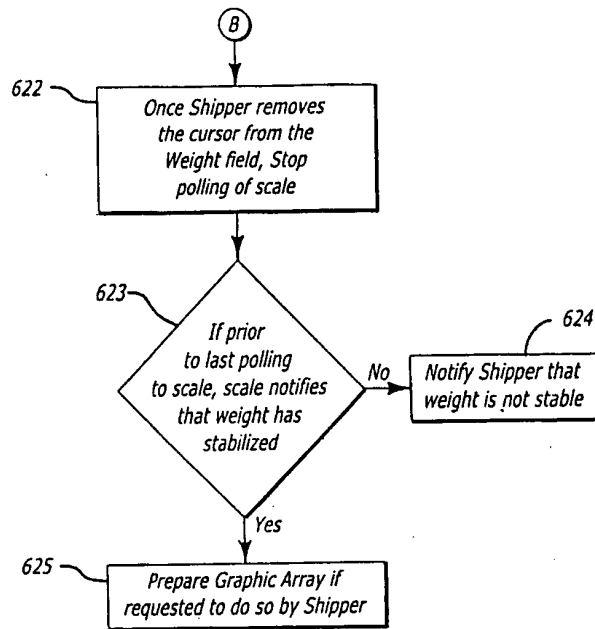 B
622
Once Shipper removes
the cursor from the
Weight field, Stop
polling of scale
623
If prior
to last polling
to scale, scale notifies
that weight has
stabilized
No
624
Notify Shipper that
weight is not stable
Yes
625
Prepare Graphic Array if
requested to do so by Shipper